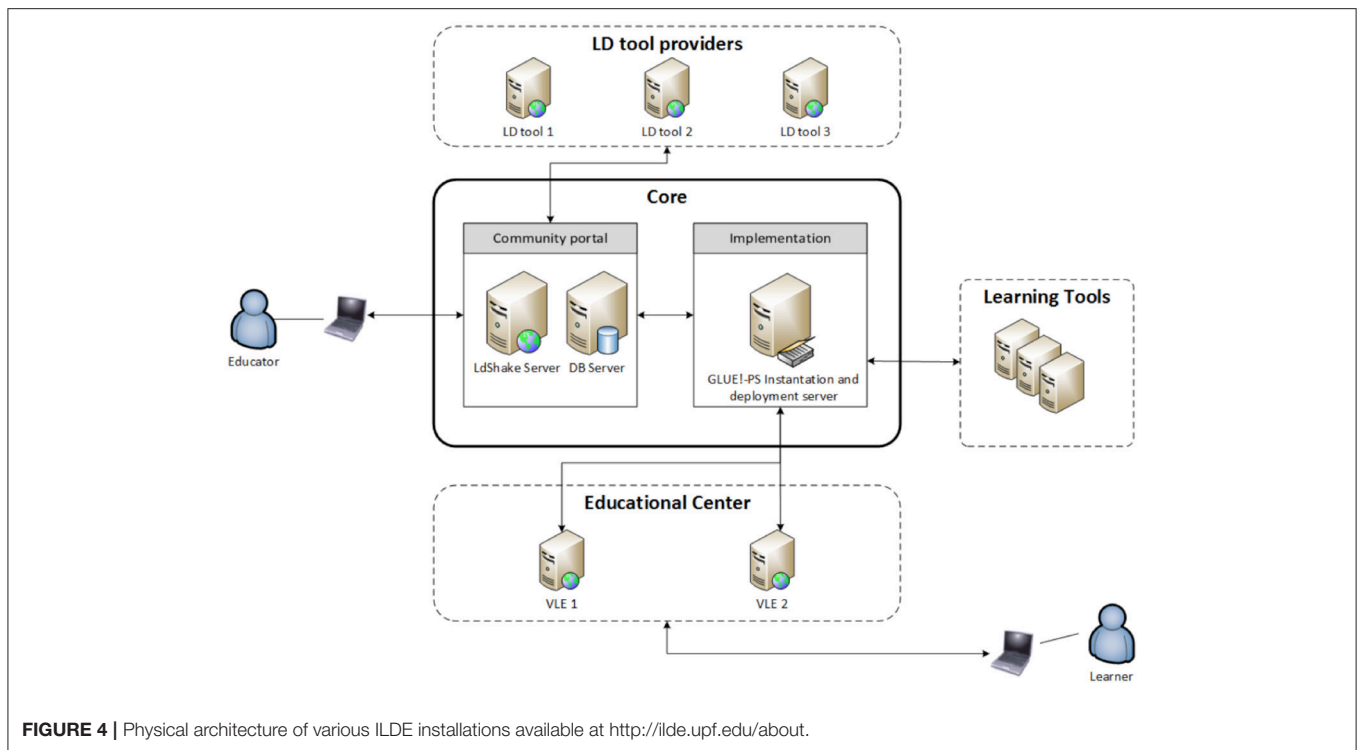 LD tool providers
LD tool 1
LD tool 2
LD tool 3
Core
Community portal
Implementation
LdShake Server
DB Server
GLUE!-PS Instantation and
deployment server
Educator
Learning Tools
Educational Center
VLE 1
VLE 2
Learner
FIGURE 4 | Physical architecture of various ILDE installations available at http://ilde.upf.edu/about.